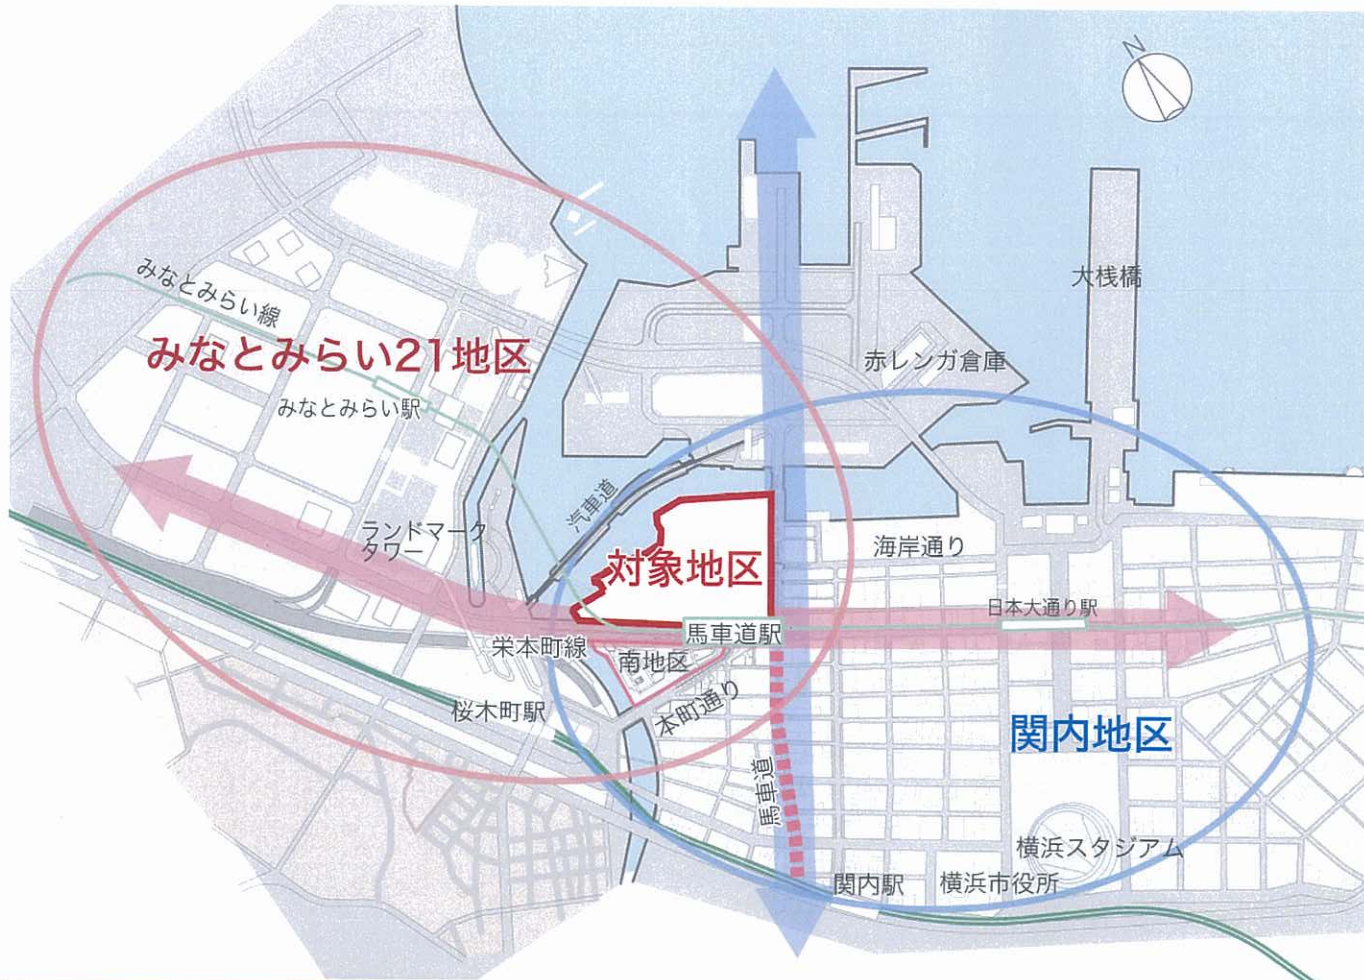 N
大桟橋
みなとみらい線
みなとみらい21地区
赤レンガ倉庫
みなとみらい駅
汽車道
ランドマーク
タワー
対象地区
海岸通り
日本大通り駅
馬車道駅
栄本町線
南地区
桜木町駅
本町通り
関内地区
馬車道
横浜スタジアム
関内駅
横浜市役所